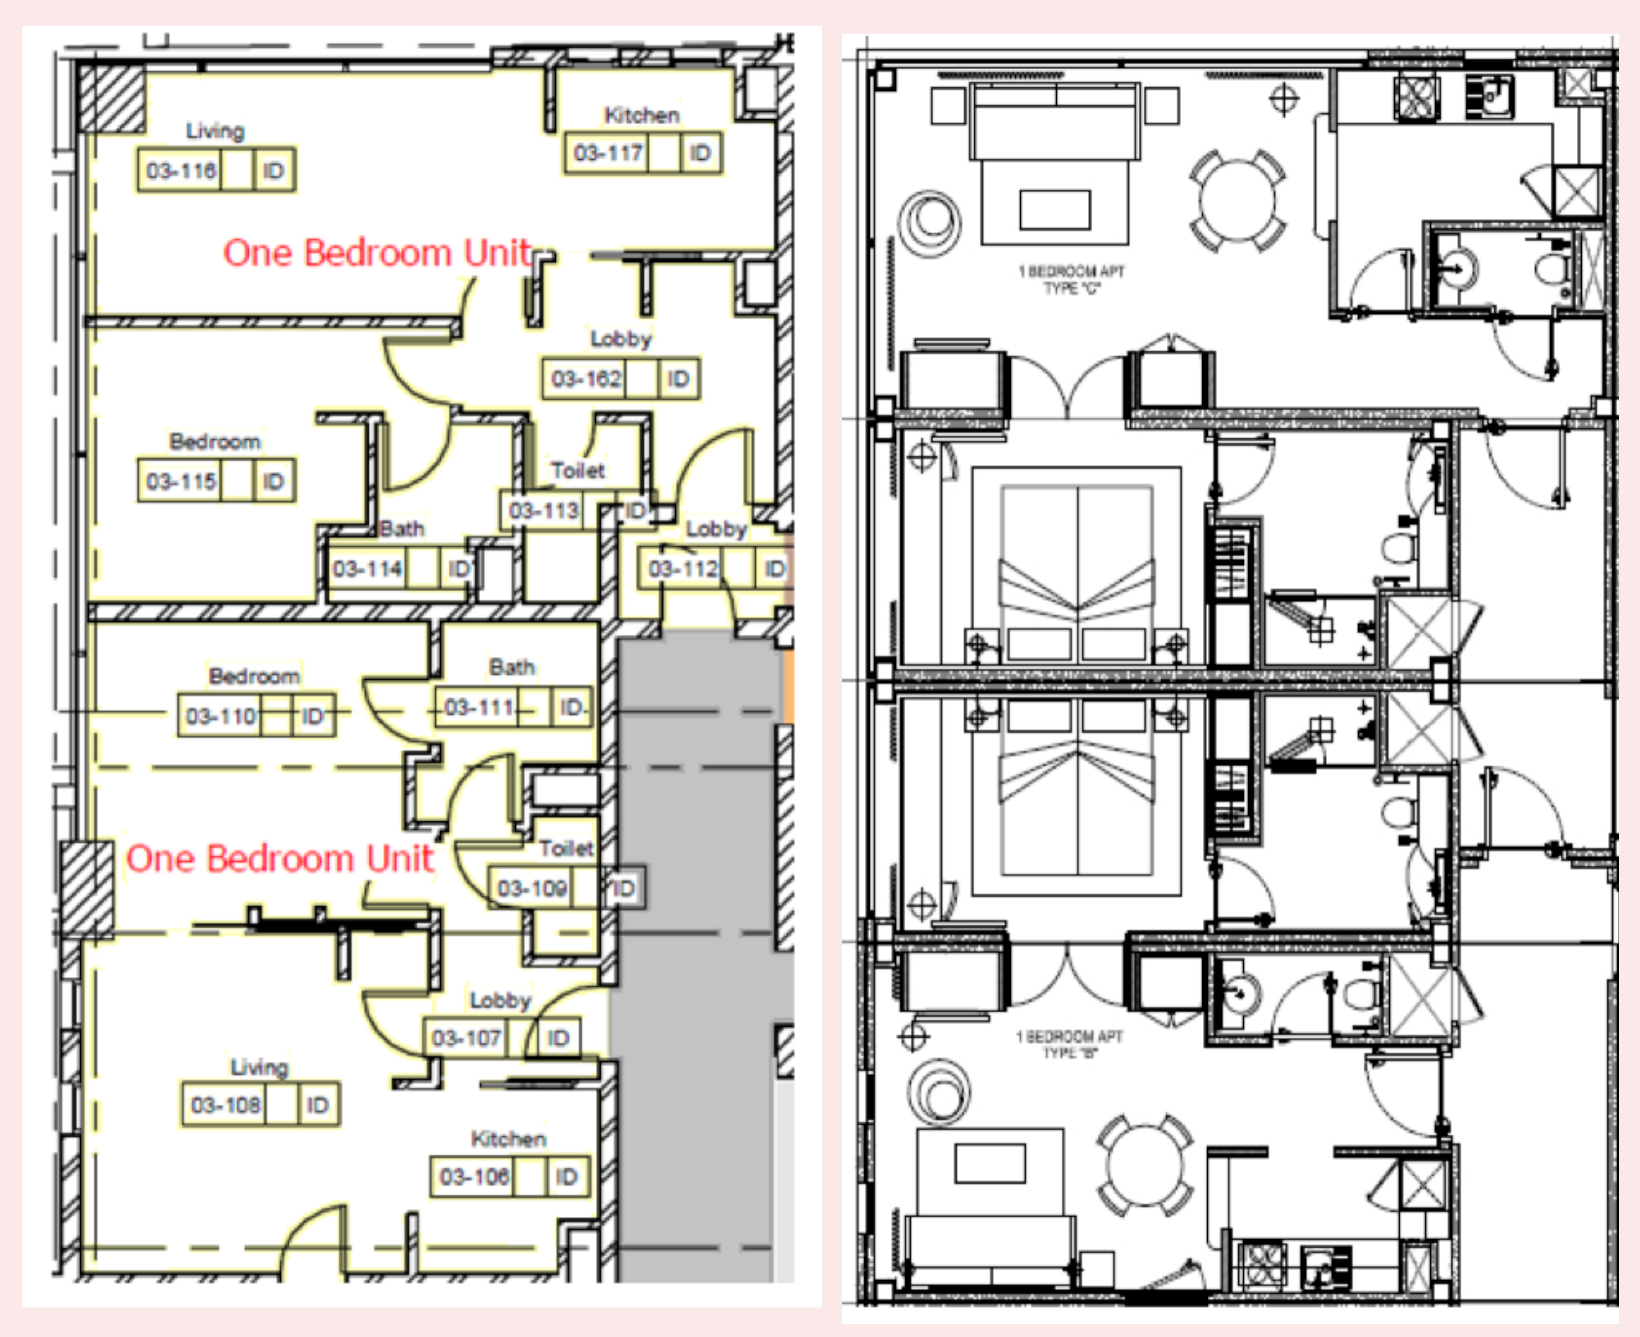 Living
03-116 ID
Kitchen
03-117 ID
One Bedroom Unit
Lobby
03-162 ID
Bedroom
03-115 ID
Toilet
03-113 ID
Bath
03-114 ID
Lobby
03-112 ID
Bedroom
03-110 ID
Bath
03-111 ID
One Bedroom Unit
Toilet
03-109 ID
Lobby
03-107 ID
Living
03-108 ID
Kitchen
03-106 ID
1 BEDROOM APT
TYPE "C"
1 BEDROOM APT
TYPE "B"